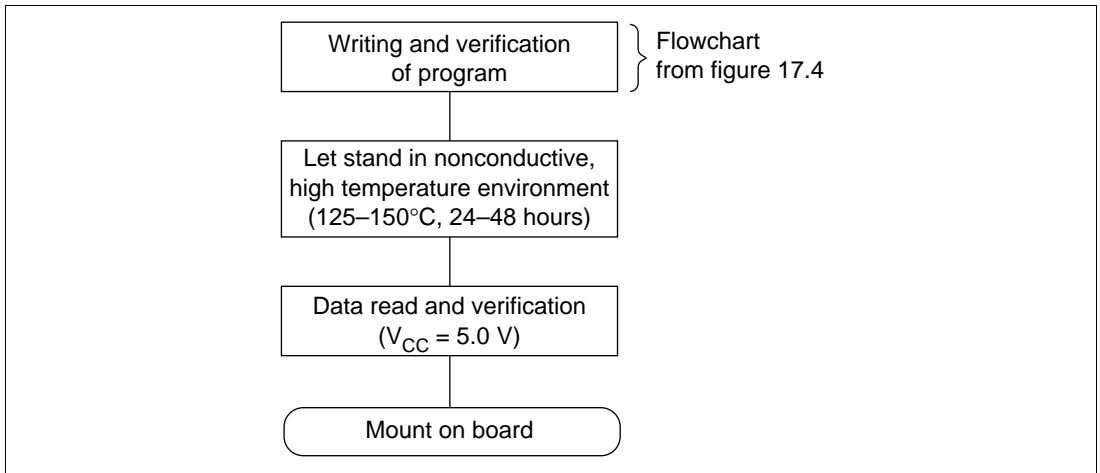 Writing and verification
of program
Flowchart
from figure 17.4
Let stand in nonconductive,
high temperature environment
(125–150°C, 24–48 hours)
Data read and verification
(VCC = 5.0 V)
Mount on board